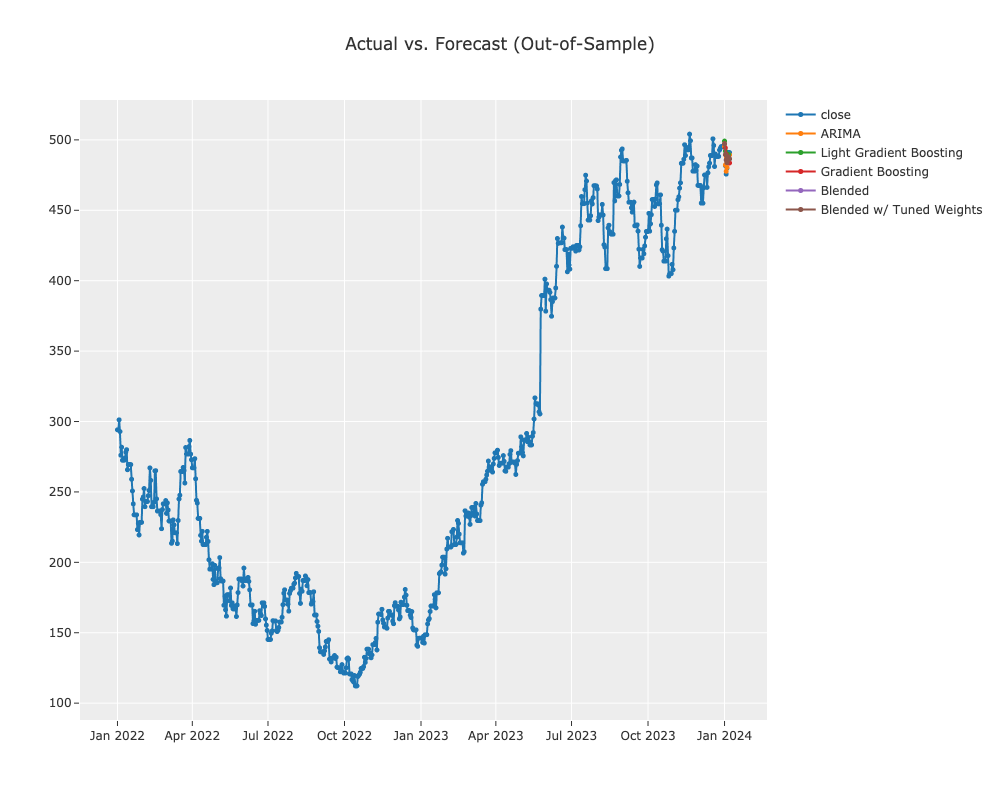 Actual vs. Forecast (Out-of-Sample)
close
ARIMA
Light Gradient Boosting
Gradient Boosting
Blended
Blended w/ Tuned Weights
500
450
400
350
300
250
200
150
100
Jan 2022 Apr 2022 Jul 2022 Oct 2022 Jan 2023 Apr 2023 Jul 2023 Oct 2023 Jan 2024